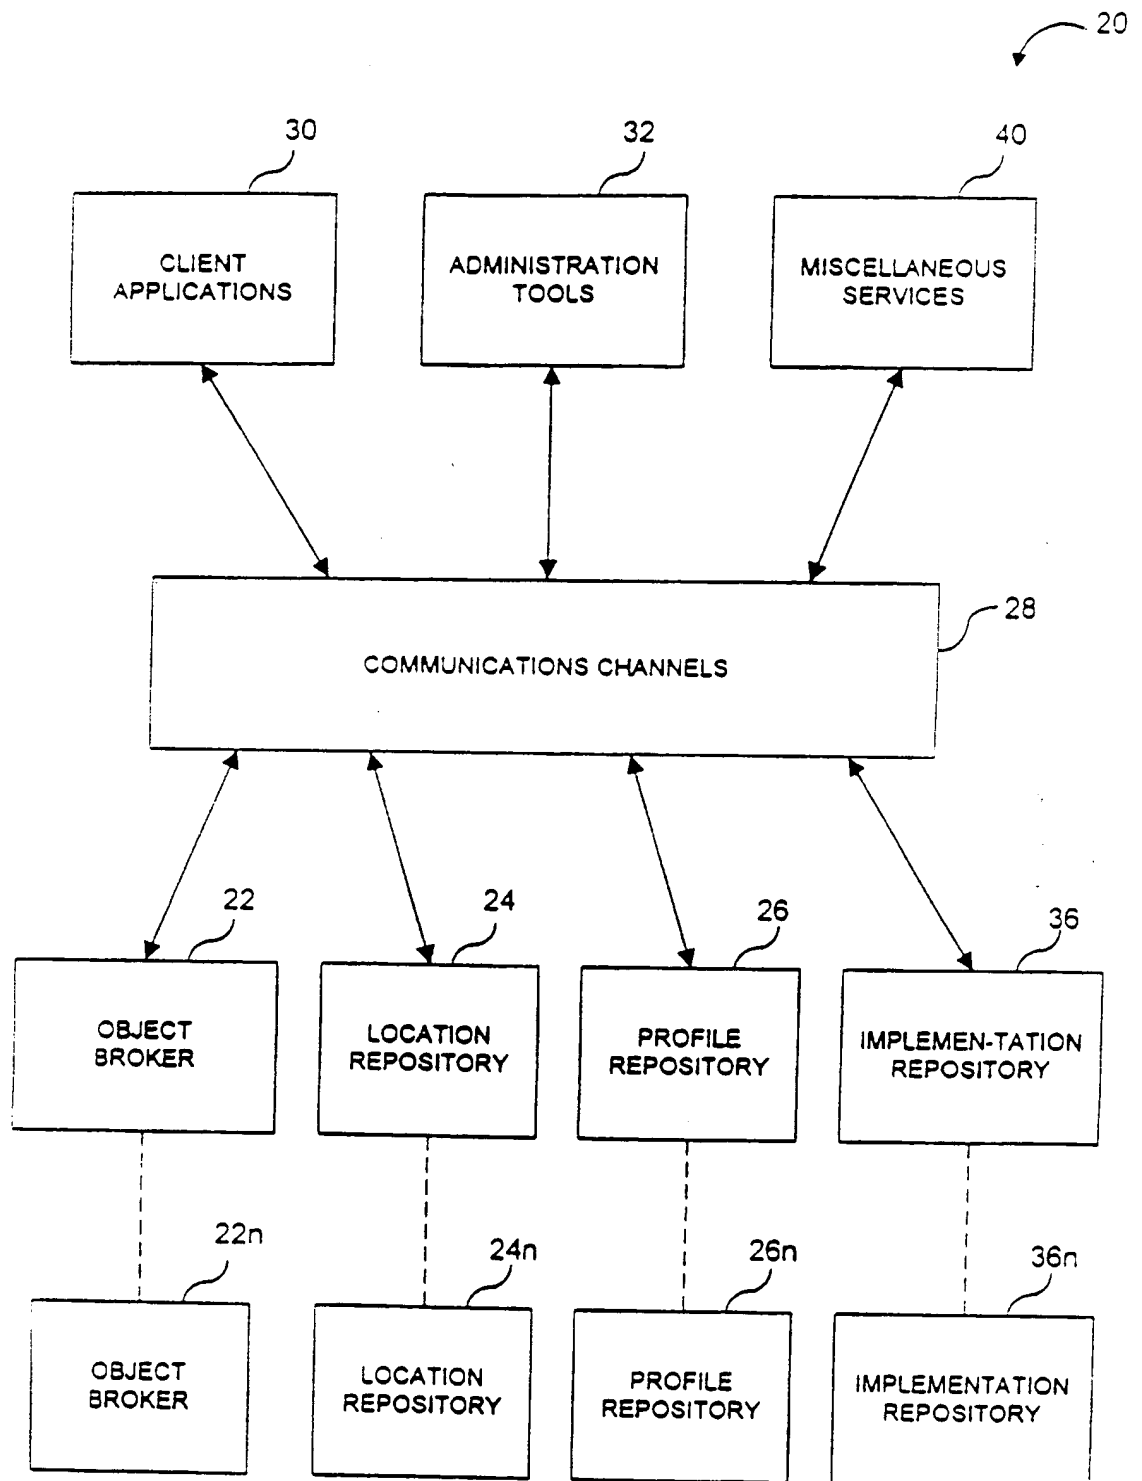 20
30
32
40
CLIENT
APPLICATIONS
ADMINISTRATION
TOOLS
MISCELLANEOUS
SERVICES
28
COMMUNICATIONS CHANNELS
22
24
26
36
OBJECT
BROKER
LOCATION
REPOSITORY
PROFILE
REPOSITORY
IMPLEMEN-TATION
REPOSITORY
22n
24n
26n
36n
OBJECT
BROKER
LOCATION
REPOSITORY
PROFILE
REPOSITORY
IMPLEMENTATION
REPOSITORY